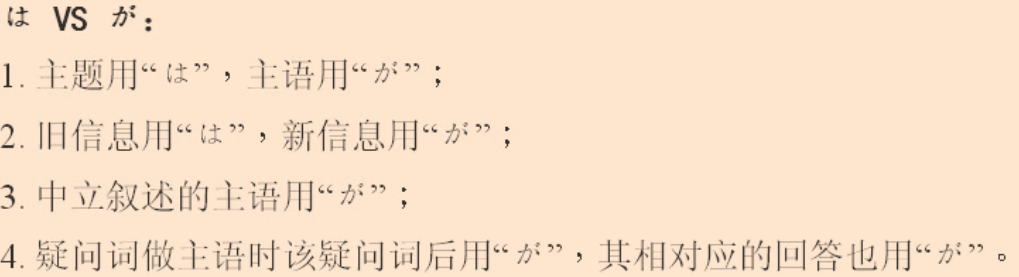 は VS が：
1. 主题用“は”，主语用“が”；
2. 旧信息用“は”，新信息用“が”；
3. 中立叙述的主语用“が”；
4. 疑问词做主语时该疑问词后用“が”，其相对应的回答也用“が”。